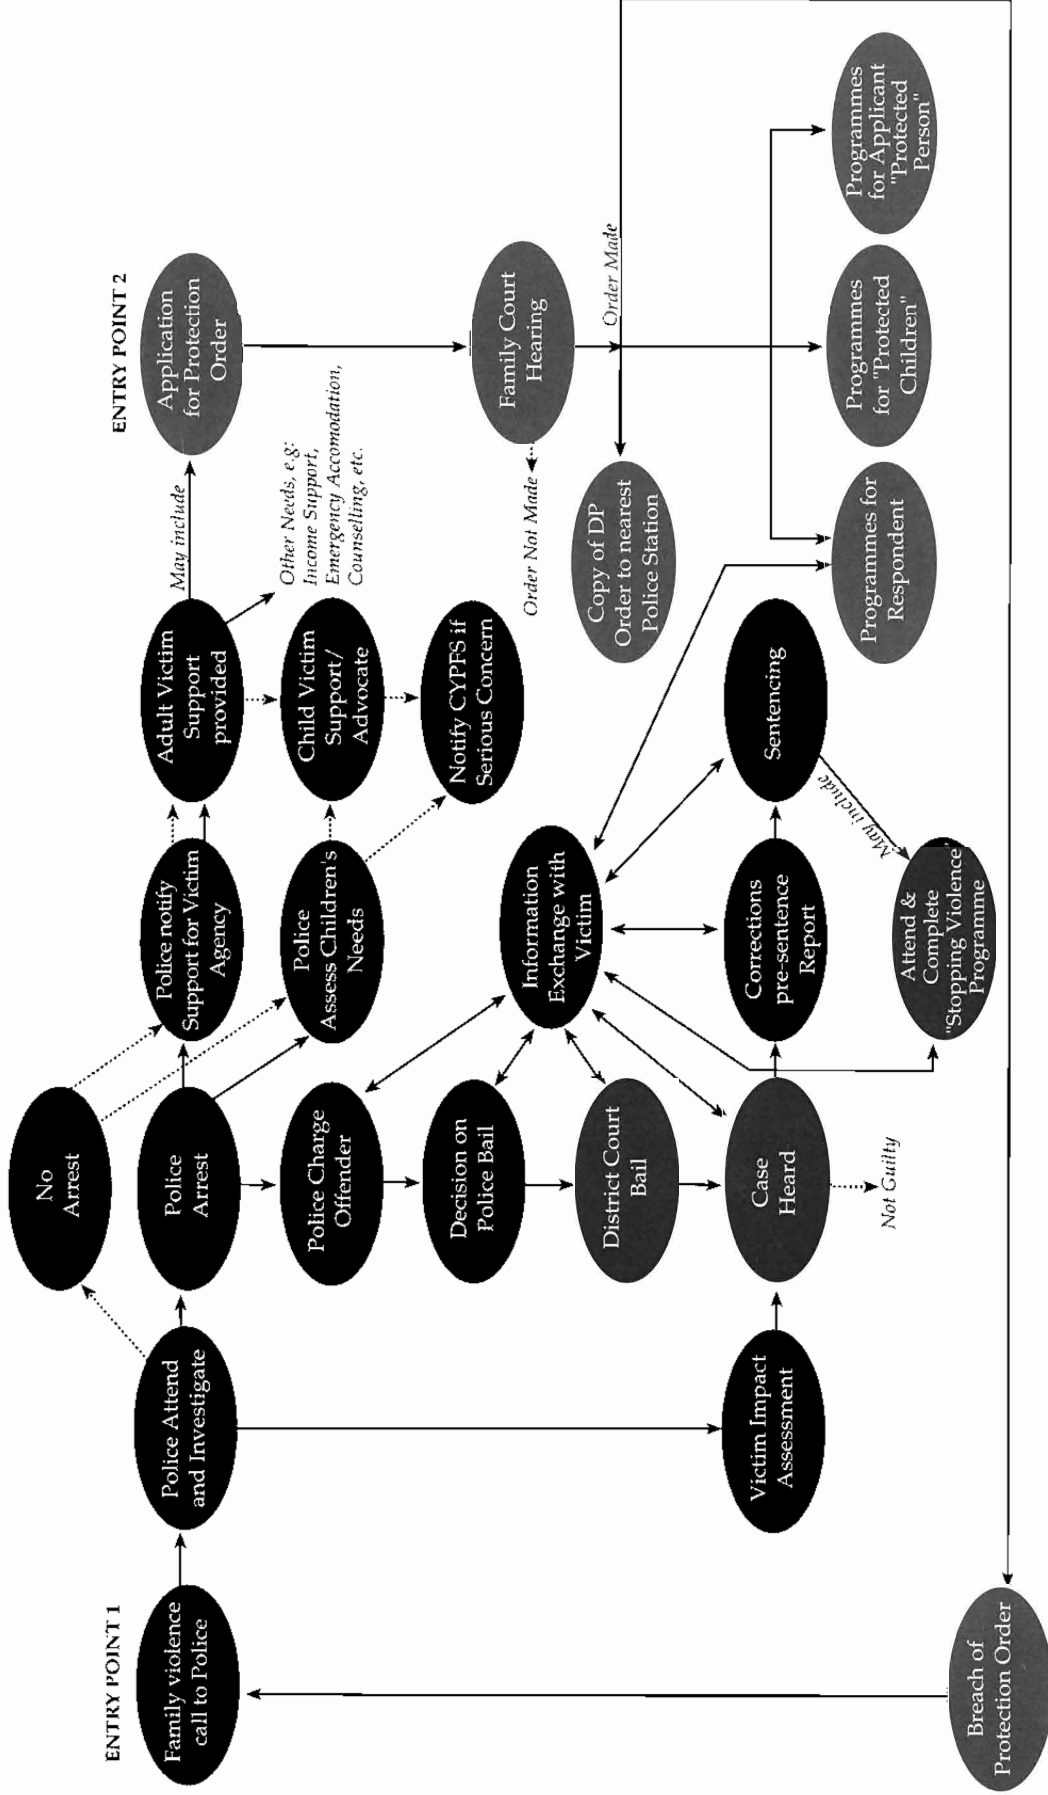 ENTRY POINT 1
ENTRY POINT 2
No
Arrest
Family violence
call to Police
Police Attend
and Investigate
Police
Arrest
Police notify
Support for Victim
Agency
Adult Victim
Support
provided
May include
Application
for Protection
Order
Other Needs, e.g:
Income Support,
Emergency Accomodation,
Counselling, etc.
Police Charge
Offender
Police
Assess Children's
Needs
Child Victim
Support/
Advocate
Decision on
Police Bail
Notify CYPFS if
Serious Concern
Family Court
Hearing
Order Not Made
Order Made
Information
Exchange with
Victim
District Court
Bail
Copy of DP
Order to nearest
Police Station
Victim Impact
Assessment
Case
Heard
Corrections
pre-sentence
Report
Sentencing
May include
Not Guilty
Attend &
Complete
"Stopping Violence"
Programme
Programmes for
Respondent
Programmes
for "Protected
Children"
Programmes
for Applicant
"Protected
Person"
Breach of
Protection Order